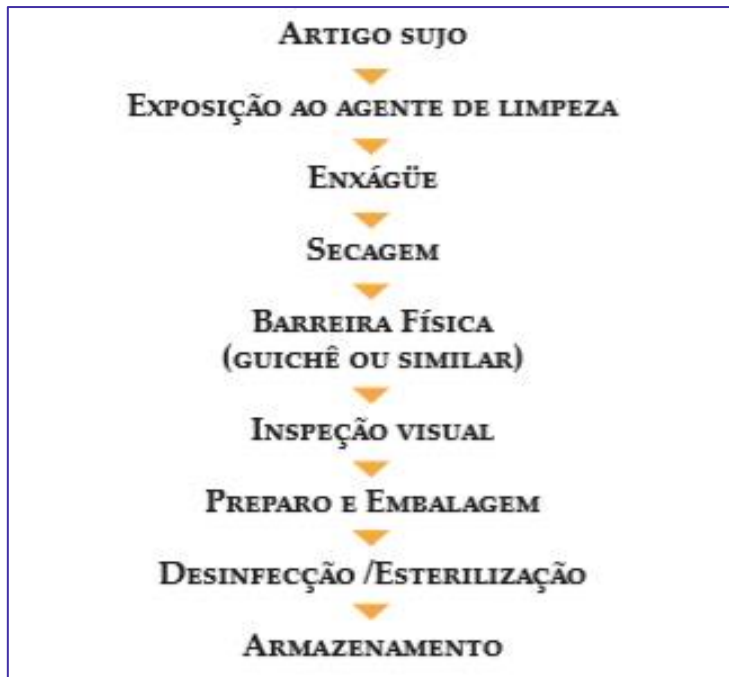 Artigo sujo
Exposição ao agente de limpeza
Enxágüe
Secagem
Barreira Física
(guichê ou similar)
Inspeção visual
Preparo e Embalagem
Desinfecção /Esterilização
Armazenamento